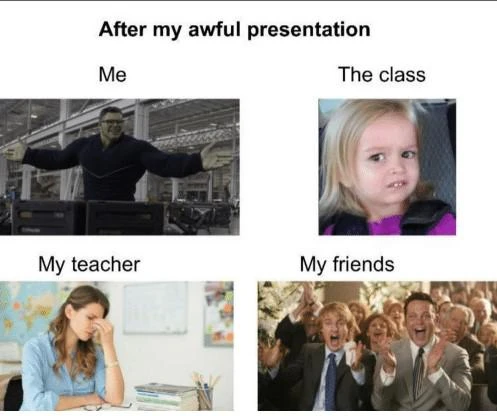 After my awful presentation
Me
The class
My teacher
My friends